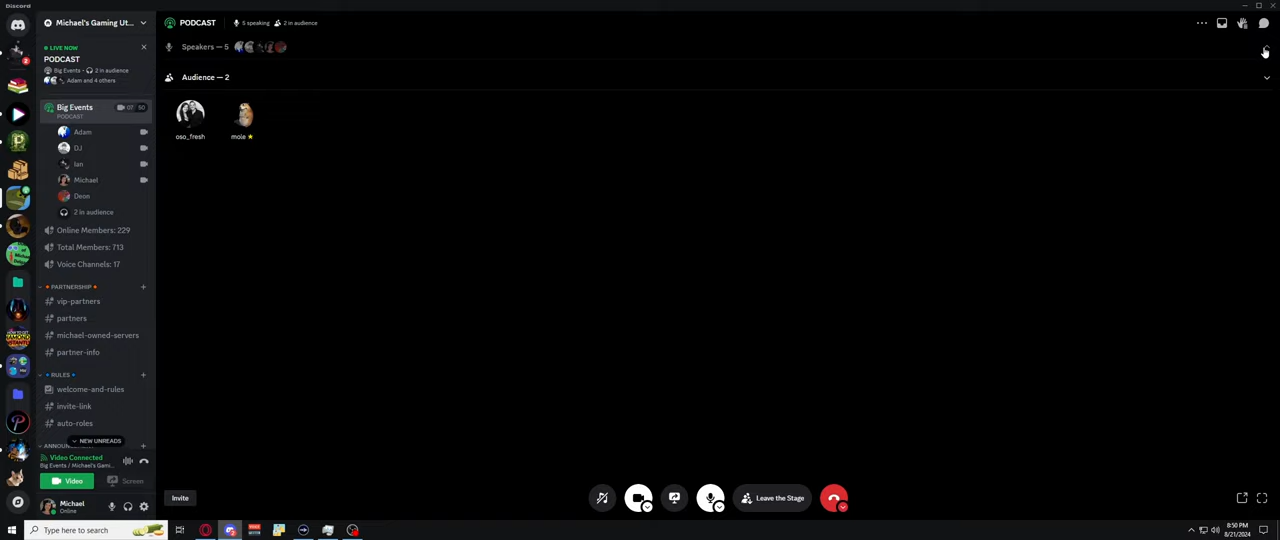 Discord
Michael's Gaming Ut...
PODCAST
5 speaking
2 in audience
LIVE NOW
PODCAST
Big Events • 2 in audience
Adam and 4 others
Speakers — 5
Audience — 2
oso_fresh
moie
Big Events
07 50
PODCAST
Adam
DJ
Ian
Michael
Deon
2 in audience
Online Members: 229
Total Members: 713
Voice Channels: 17
PARTNERSHIP
vip-partners
partners
michael-owned-servers
partner-info
RULES
welcome-and-rules
invite-link
auto-roles
NEW UNREADS
Video Connected
Big Events / Michael's Gami...
Video
Screen
Michael
Online
Invite
Leave the Stage
Type here to search
8:50 PM
8/21/2024